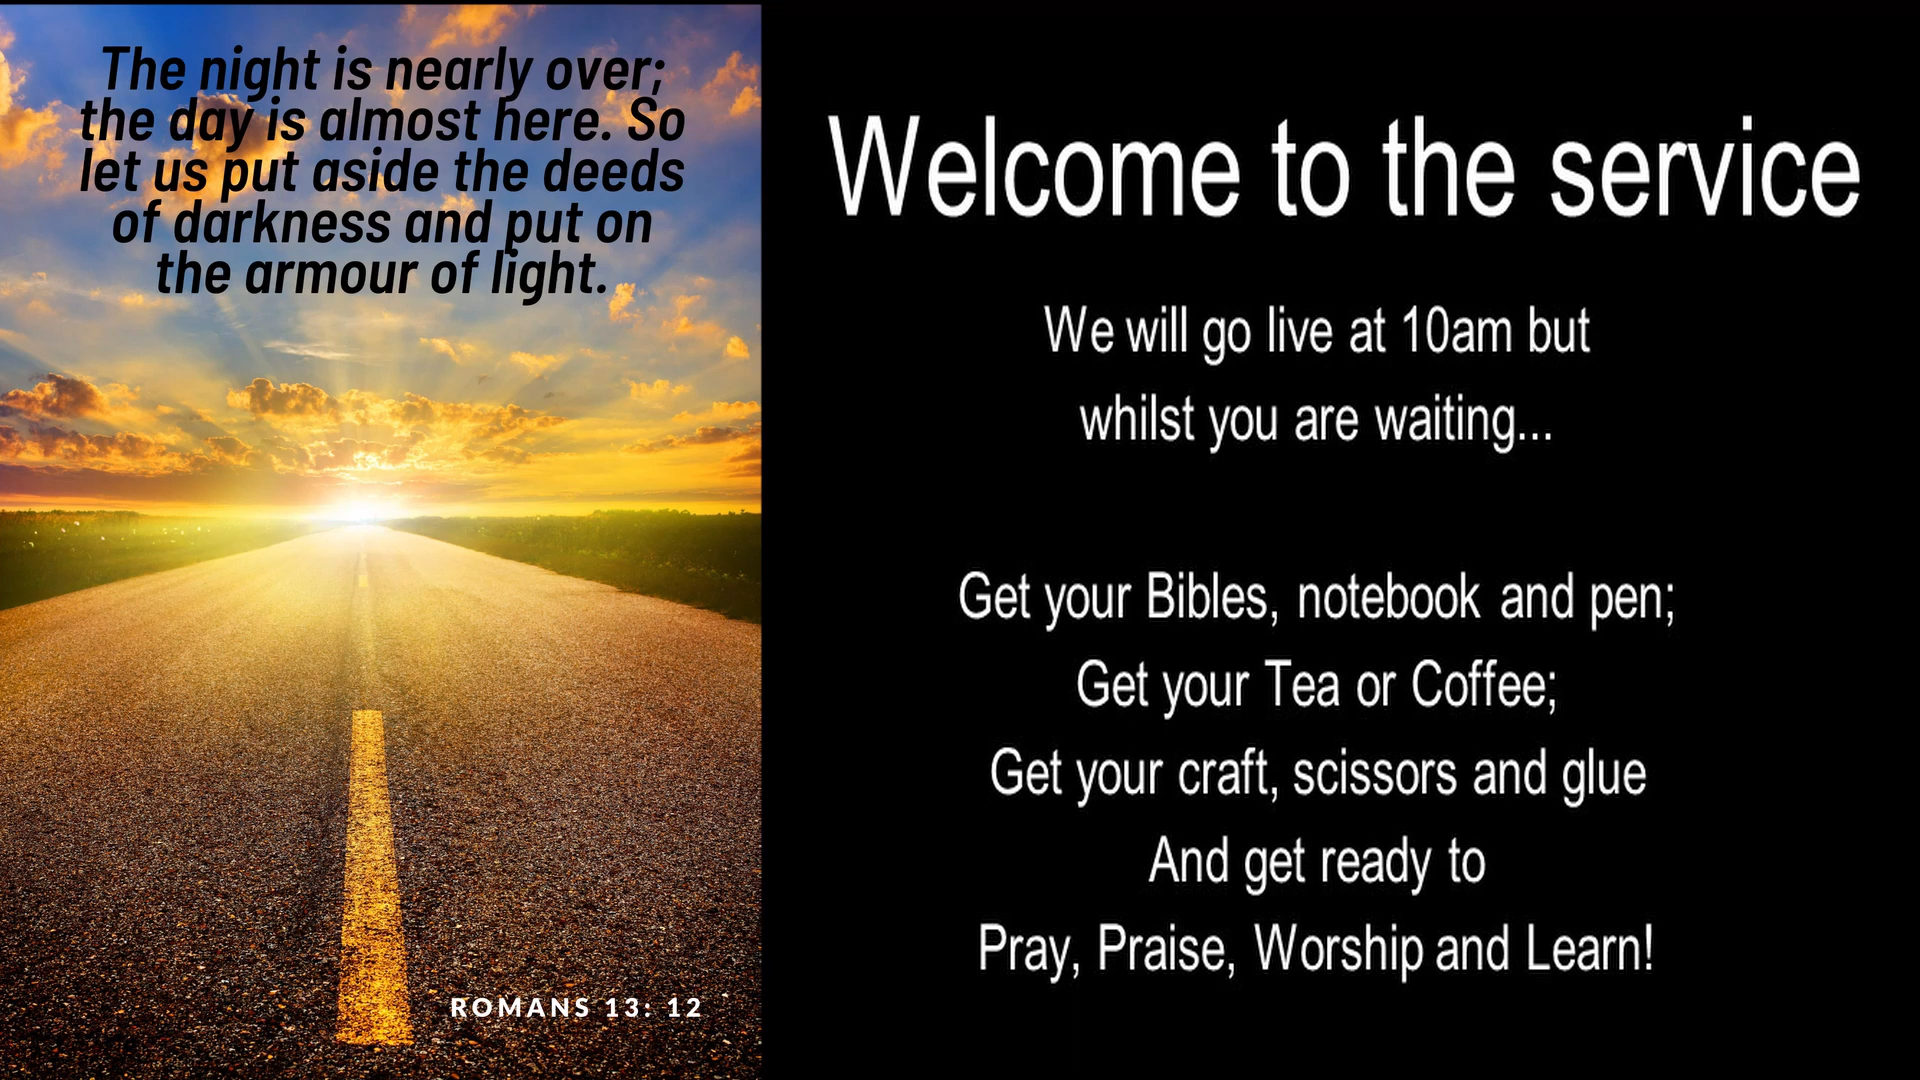 The night is nearly over;
the day is almost here. So
let us put aside the deeds
of darkness and put on
the armour of light.
ROMANS 13: 12
Welcome to the service
We will go live at 10am but
whilst you are waiting...
Get your Bibles, notebook and pen;
Get your Tea or Coffee;
Get your craft, scissors and glue
And get ready to
Pray, Praise, Worship and Learn!